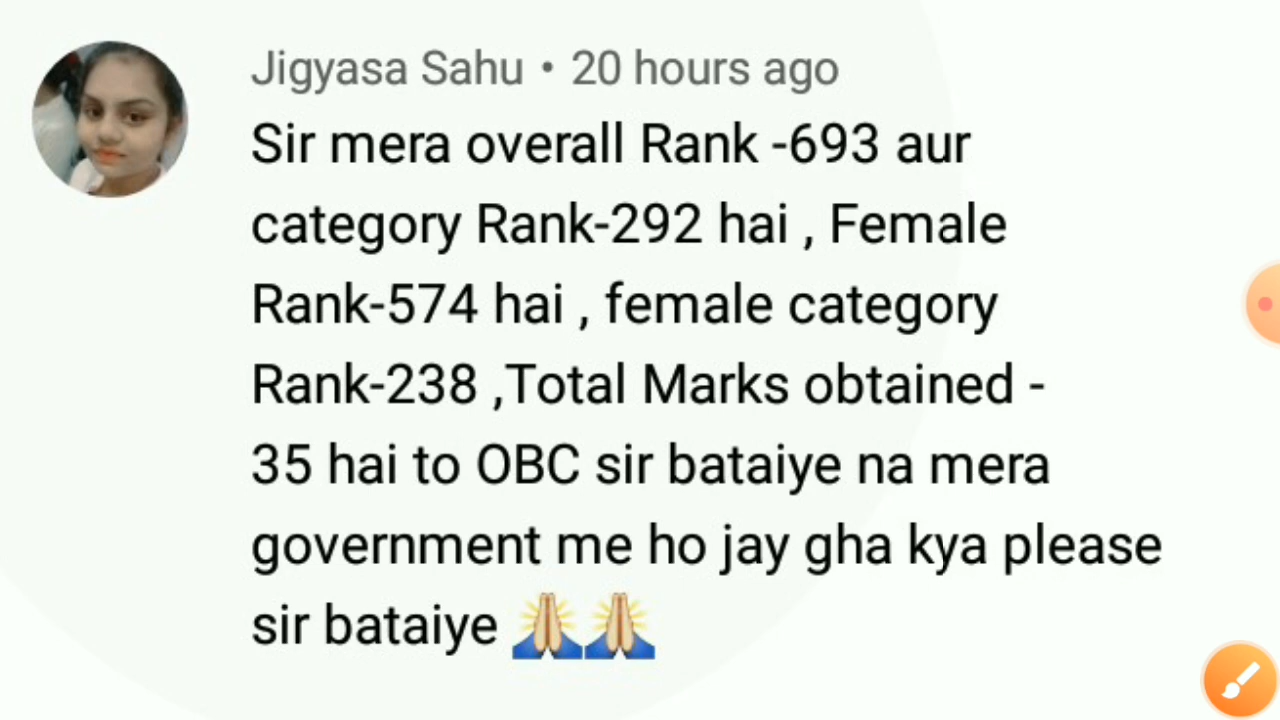 Jigyasa Sahu • 20 hours ago
Sir mera overall Rank -693 aur
category Rank-292 hai , Female
Rank-574 hai , female category
Rank-238 ,Total Marks obtained -
35 hai to OBC sir bataiye na mera
government me ho jay gha kya please
sir bataiye 🙏🙏